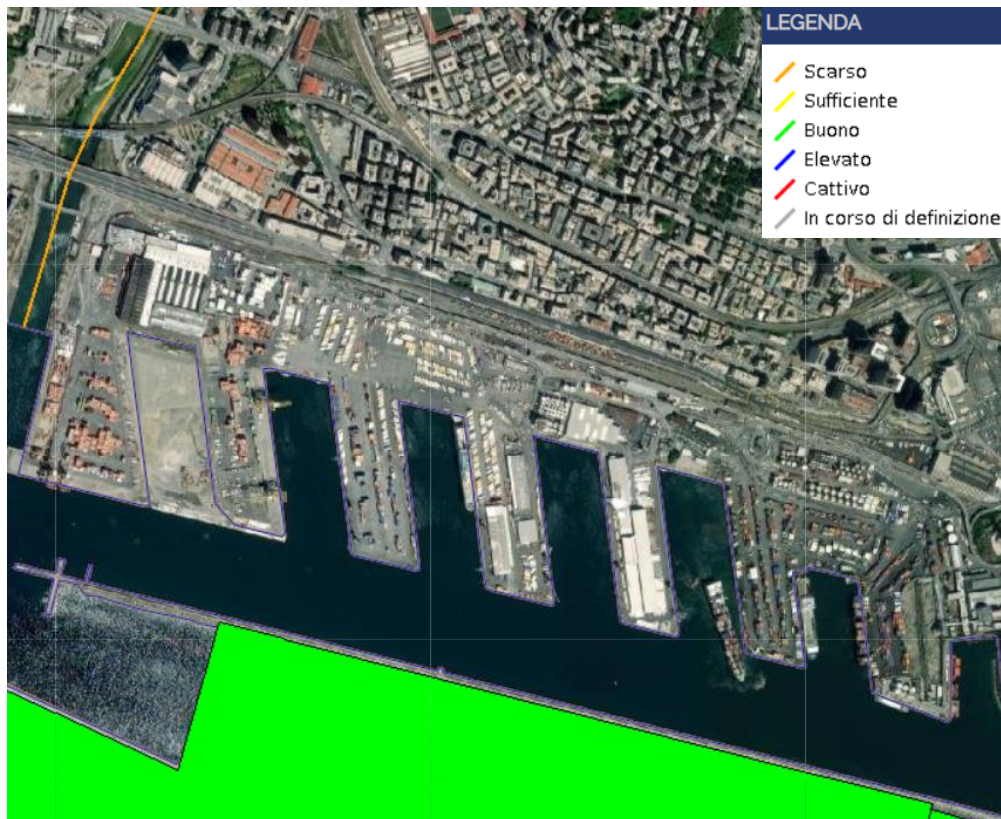 LEGENDA
Scarso
Sufficiente
Buono
Elevato
Cattivo
In corso di definizione